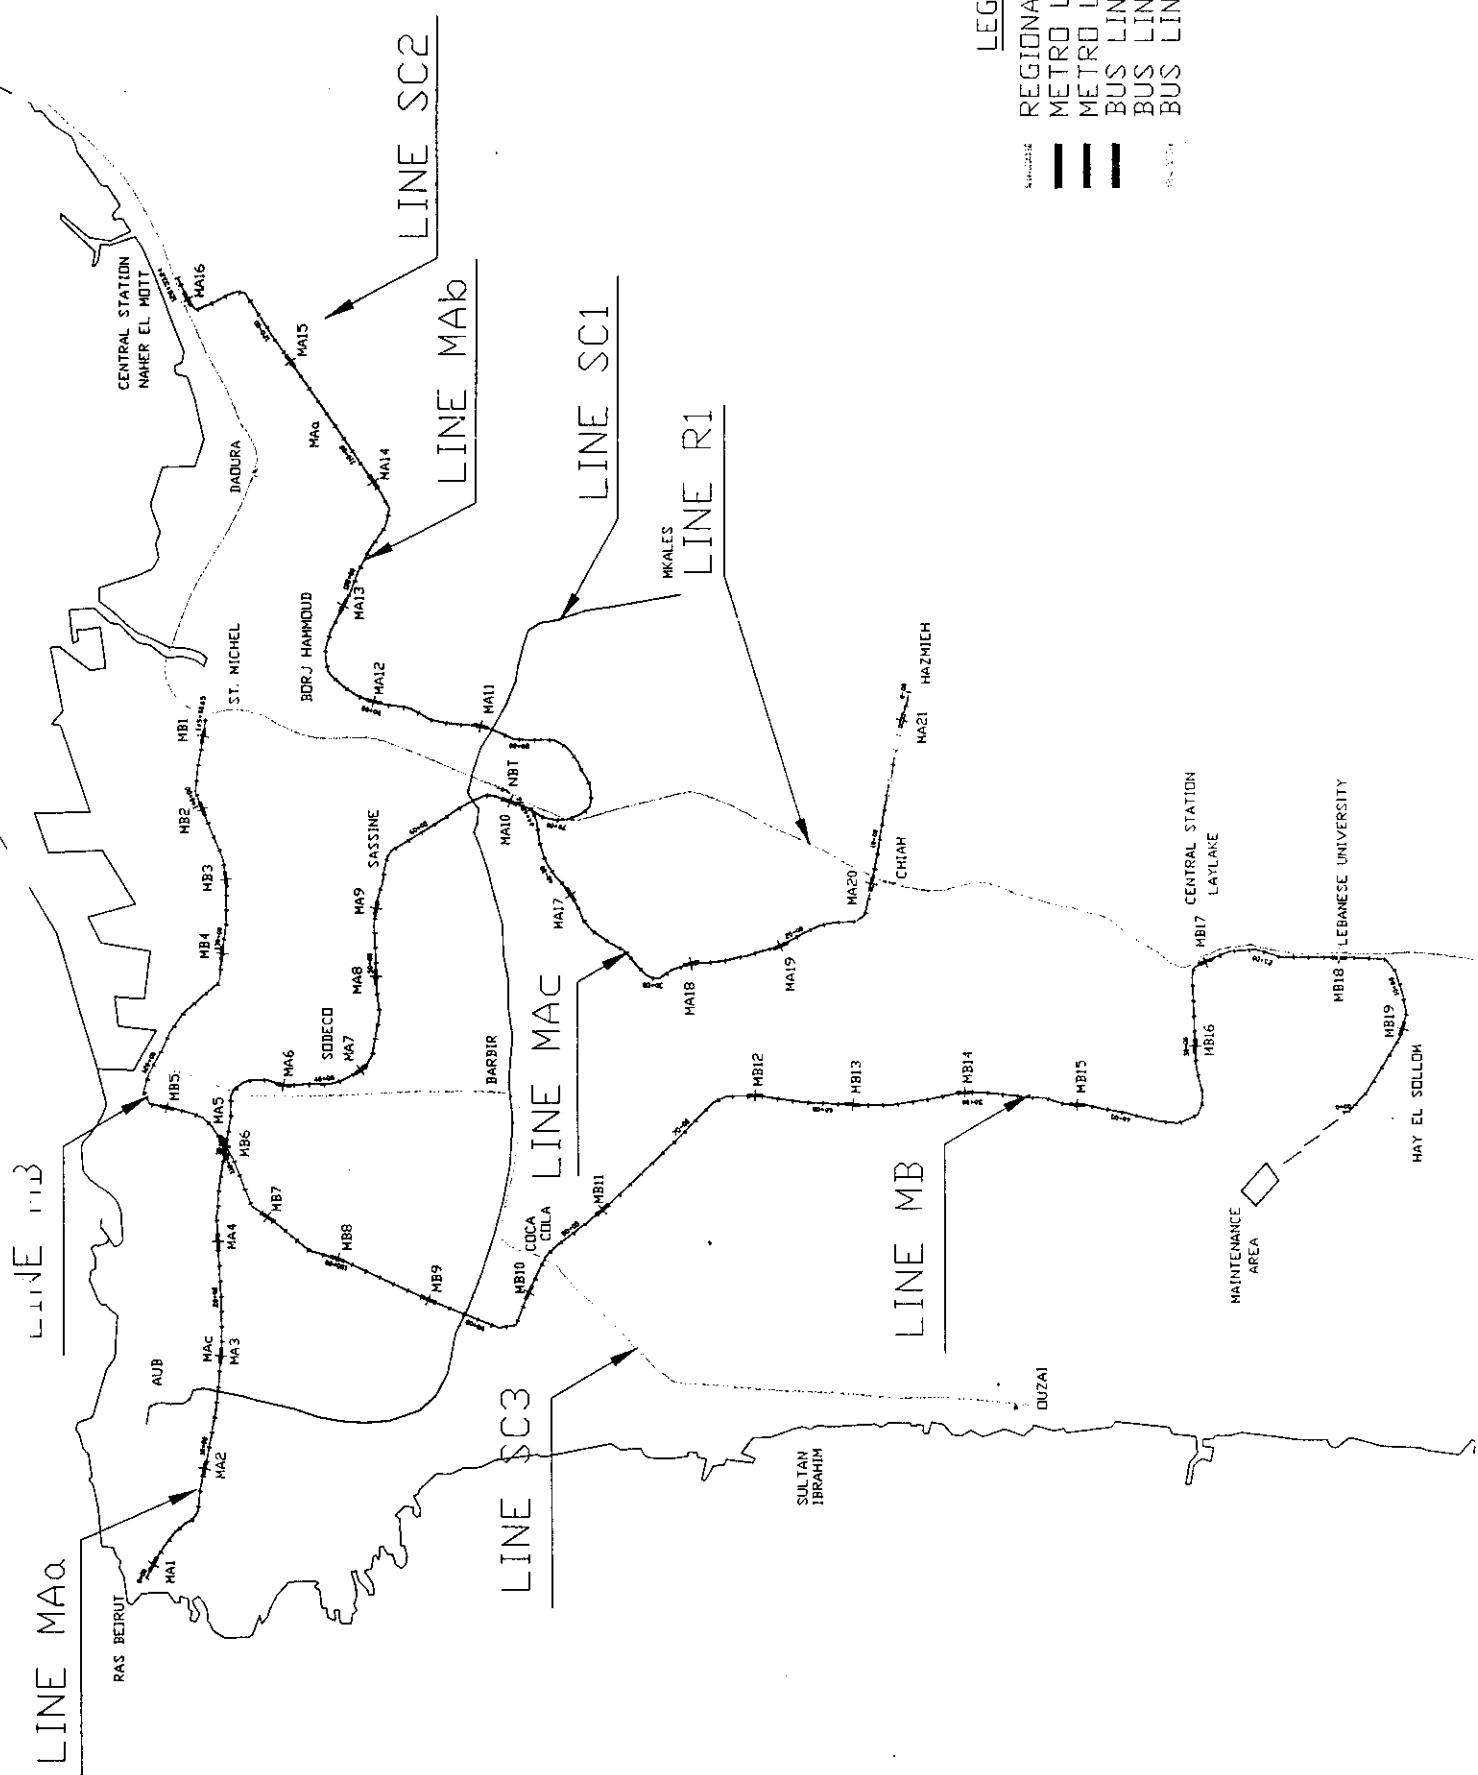 LINE MAa
RAS BEIRUT
MA1
MA2
AUB
MAc
MA3
MA4
MA5
MB6
MB5
MB4
MB3
MB2
MB1
ST. MICHEL
DAOURA
CENTRAL STATION
NAHER EL MOTT
MA16
LINE SC2
MA15
MAa
MA14
LINE MAb
MA13
BORJ HAMMOUD
MA12
MA11
LINE SC1
MKALES
LINE R1
NBT
MA10
SASSINE
MA9
MA8
SODECO
MA7
MA6
BARBIR
MB7
MB8
MB9
MB10
COCA
COLA
MB11
LINE MAc
MA17
MA18
MA19
MA20
CHIAH
MA21
HAZMIEH
MB12
MB13
MB14
MB15
LINE MB
MB16
MB17
CENTRAL STATION
LAYLAKE
LEBANESE UNIVERSITY
MB18
MB19
HAY EL SOLLOM
MAINTENANCE
AREA
LINE SC3
OUZAI
SULTAN
IBRAHIM
LEG
REGIONA
METRO L
METRO L
BUS LIN
BUS LIN
BUS LIN